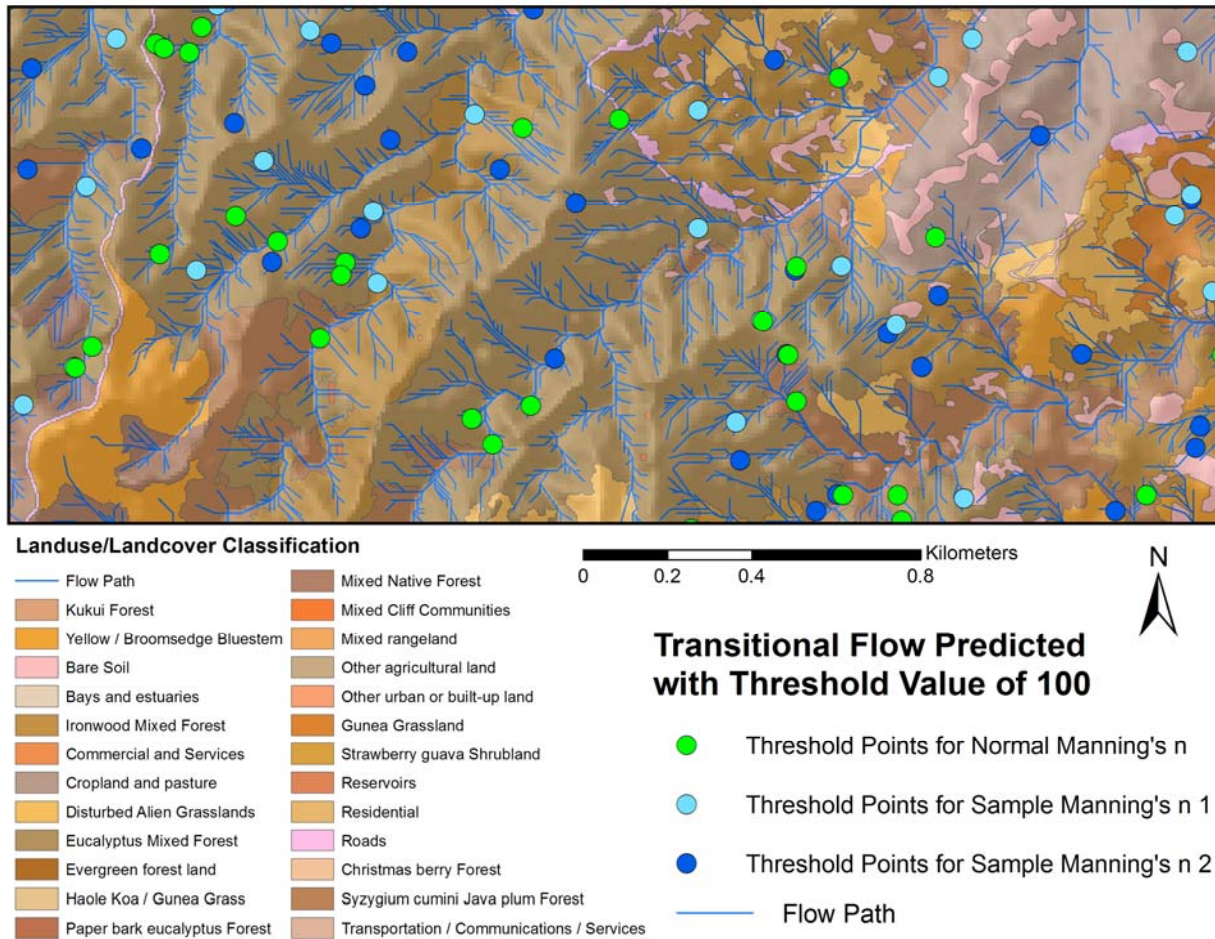 Landuse/Landcover Classification
Flow Path
Kukui Forest
Yellow / Broomsedge Bluestem
Bare Soil
Bays and estuaries
Ironwood Mixed Forest
Commercial and Services
Cropland and pasture
Disturbed Alien Grasslands
Eucalyptus Mixed Forest
Evergreen forest land
Haole Koa / Gunea Grass
Paper bark eucalyptus Forest
Mixed Native Forest
Mixed Cliff Communities
Mixed rangeland
Other agricultural land
Other urban or built-up land
Gunea Grassland
Strawberry guava Shrubland
Reservoirs
Residential
Roads
Christmas berry Forest
Syzygium cumini Java plum Forest
Transportation / Communications / Services
Kilometers
0 0.2 0.4 0.8
N
Transitional Flow Predicted
with Threshold Value of 100
Threshold Points for Normal Manning's n
Threshold Points for Sample Manning's n 1
Threshold Points for Sample Manning's n 2
Flow Path